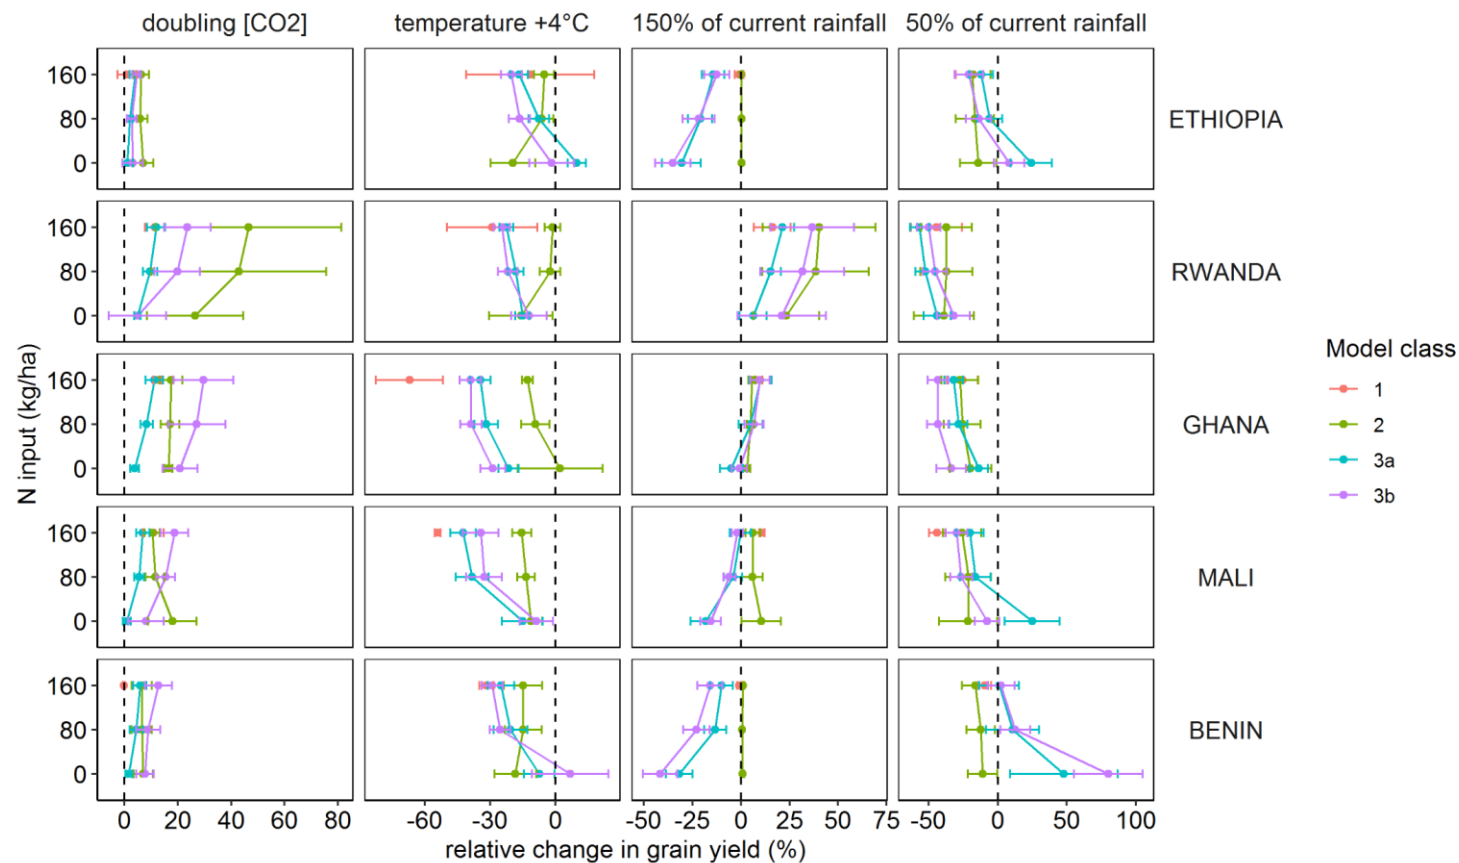 doubling [CO2] temperature +4°C 150% of current rainfall 50% of current rainfall
160
80
0
ETHIOPIA
160
80
0
RWANDA
160
80
0
GHANA
160
80
0
MALI
160
80
0
BENIN
N input (kg/ha)
0 20 40 60 80 -60 -30 0 -50 -25 0 25 50 75 -50 0 50 100
relative change in grain yield (%)
Model class
1
2
3a
3b